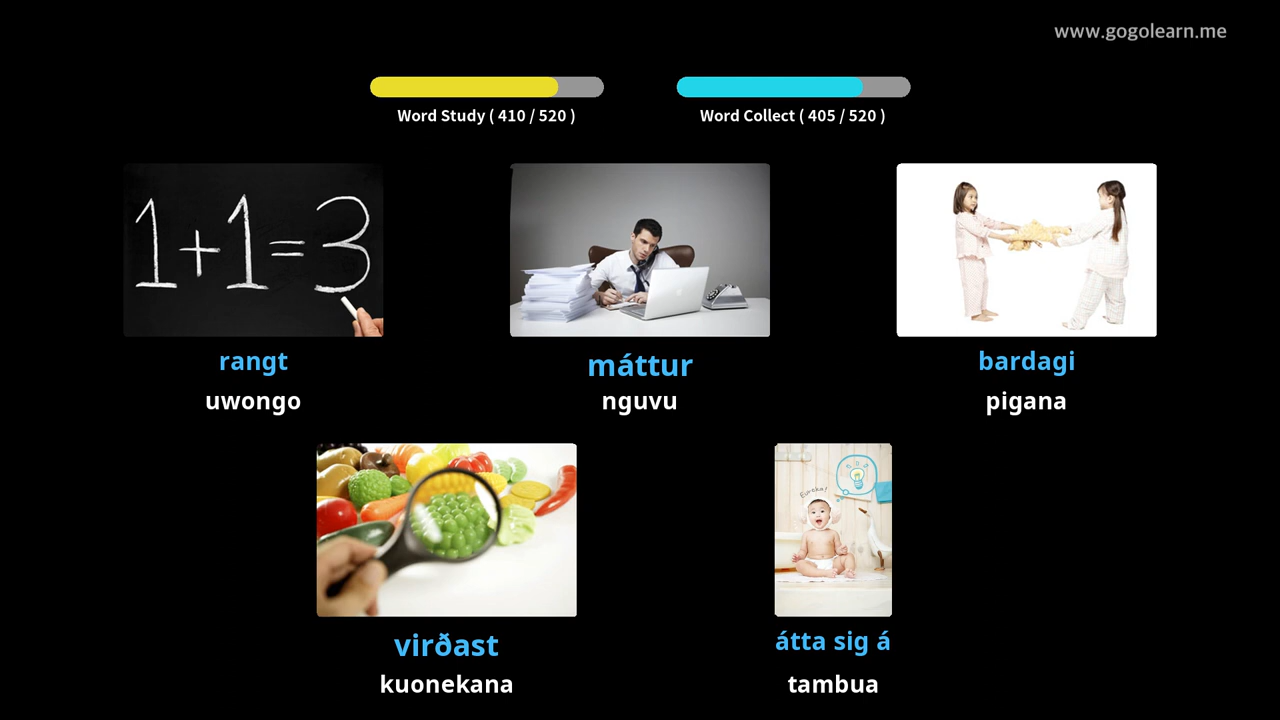 www.gogolearn.me
Word Study ( 410 / 520 )
Word Collect ( 405 / 520 )
1+1=3
rangt
uwongo
máttur
nguvu
bardagi
pigana
Eureka!
virðast
kuonekana
átta sig á
tambua